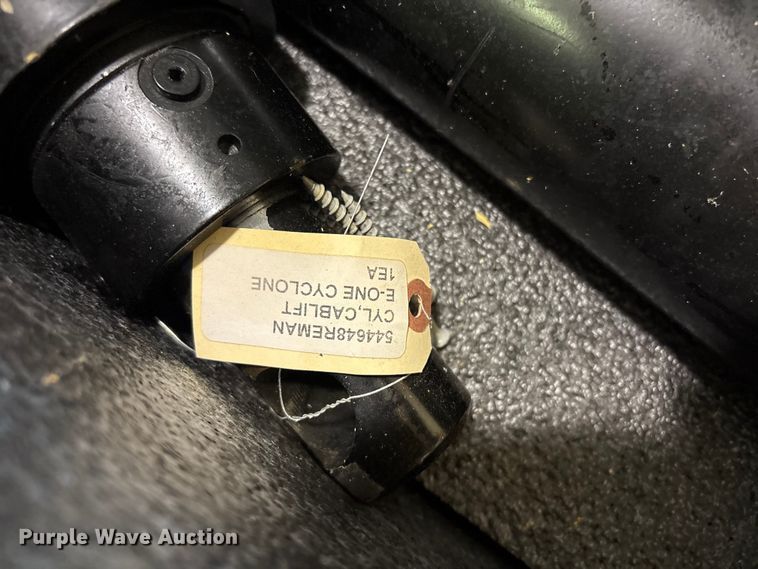 544648REMAN
CYL,CABLIFT
E-ONE CYCLONE
1EA
Purple Wave Auction